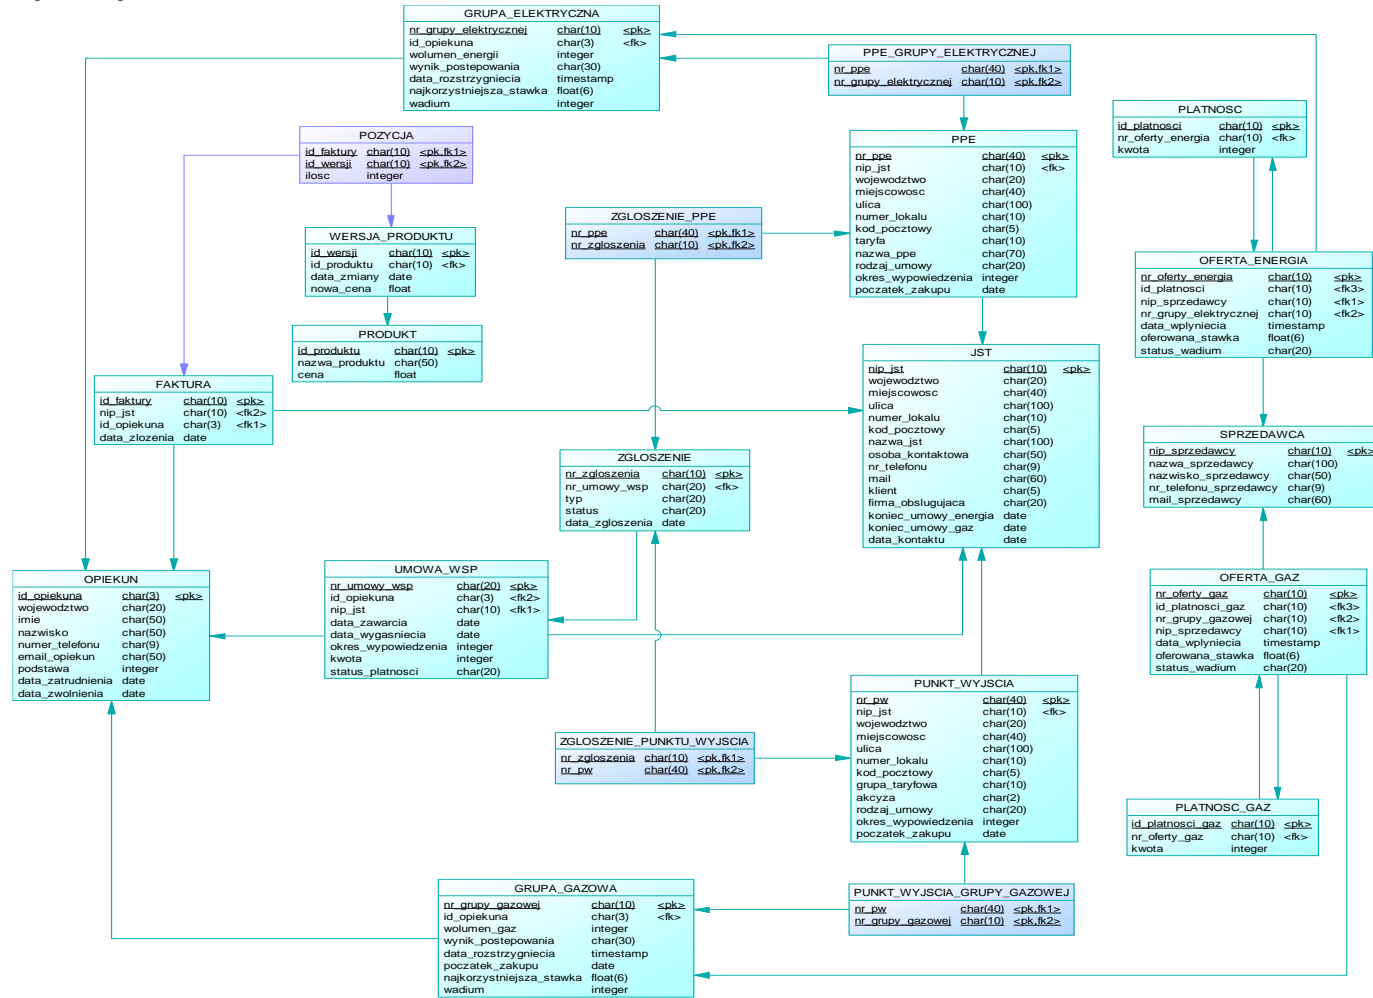 GRUPA_ELEKTRYCZNA
nr_grupy_elektrycznej char(10) <pk>
id_opiekuna char(3) <fk>
wolumen_energii integer
wynik_postepowania char(30)
data_rozstrzygniecia timestamp
najkorzystniejsza_stawka float(6)
wadium integer
PPE_GRUPY_ELEKTRYCZNEJ
nr_ppe char(40) <pk,fk1>
nr_grupy_elektrycznej char(10) <pk,fk2>
PLATNOSC
id_platnosci char(10) <pk>
nr_oferty_energia char(10) <fk>
kwota integer
POZYCJA
id_faktury char(10) <pk,fk1>
id_wersji char(10) <pk,fk2>
ilosc integer
PPE
nr_ppe char(40) <pk>
nip_jst char(10) <fk>
wojewodztwo char(20)
miejscowosc char(40)
ulica char(100)
numer_lokalu char(10)
kod_pocztowy char(5)
taryfa char(10)
nazwa_ppe char(70)
rodzaj_umowy char(20)
okres_wypowiedzenia integer
poczatek_zakupu date
ZGLOSZENIE_PPE
nr_ppe char(40) <pk,fk1>
nr_zgloszenia char(10) <pk,fk2>
WERSJA_PRODUKTU
id_wersji char(10) <pk>
id_produktu char(10) <fk>
data_zmiany date
nowa_cena float
OFERTA_ENERGIA
nr_oferty_energia char(10) <pk>
id_platnosci char(10) <fk3>
nip_sprzedawcy char(10) <fk1>
nr_grupy_elektrycznej char(10) <fk2>
data_wplyniecia timestamp
oferowana_stawka float(6)
status_wadium char(20)
PRODUKT
id_produktu char(10) <pk>
nazwa_produktu char(50)
cena float
JST
nip_jst char(10) <pk>
wojewodztwo char(20)
miejscowosc char(40)
ulica char(100)
numer_lokalu char(10)
kod_pocztowy char(5)
nazwa_jst char(100)
osoba_kontaktowa char(50)
nr_telefonu char(9)
mail char(60)
klient char(5)
firma_obslugujaca char(20)
koniec_umowy_energia date
koniec_umowy_gaz date
data_kontaktu date
FAKTURA
id_faktury char(10) <pk>
nip_jst char(10) <fk2>
id_opiekuna char(3) <fk1>
data_zlozenia date
SPRZEDAWCA
nip_sprzedawcy char(10) <pk>
nazwa_sprzedawcy char(100)
nazwisko_sprzedawcy char(50)
nr_telefonu_sprzedawcy char(9)
mail_sprzedawcy char(60)
ZGLOSZENIE
nr_zgloszenia char(10) <pk>
nr_umowy_wsp char(20) <fk>
typ char(20)
status char(20)
data_zgloszenia date
OPIEKUN
id_opiekuna char(3) <pk>
wojewodztwo char(20)
imie char(50)
nazwisko char(50)
numer_telefonu char(9)
email_opiekun char(50)
podstawa integer
data_zatrudnienia date
data_zwolnienia date
UMOWA_WSP
nr_umowy_wsp char(20) <pk>
id_opiekuna char(3) <fk2>
nip_jst char(10) <fk1>
data_zawarcia date
data_wygasniecia date
okres_wypowiedzenia integer
kwota integer
status_platnosci char(20)
OFERTA_GAZ
nr_oferty_gaz char(10) <pk>
id_platnosci_gaz char(10) <fk3>
nr_grupy_gazowej char(10) <fk2>
nip_sprzedawcy char(10) <fk1>
data_wplyniecia timestamp
oferowana_stawka float(6)
status_wadium char(20)
PUNKT_WYJSCIA
nr_pw char(40) <pk>
nip_jst char(10) <fk>
wojewodztwo char(20)
miejscowosc char(40)
ulica char(100)
numer_lokalu char(10)
kod_pocztowy char(5)
grupa_taryfowa char(10)
akcyza char(2)
rodzaj_umowy char(20)
okres_wypowiedzenia integer
poczatek_zakupu date
ZGLOSZENIE_PUNKTU_WYJSCIA
nr_zgloszenia char(10) <pk,fk1>
nr_pw char(40) <pk,fk2>
PLATNOSC_GAZ
id_platnosci_gaz char(10) <pk>
nr_oferty_gaz char(10) <fk>
kwota integer
GRUPA_GAZOWA
nr_grupy_gazowej char(10) <pk>
id_opiekuna char(3) <fk>
wolumen_gaz integer
wynik_postepowania char(30)
data_rozstrzygniecia timestamp
poczatek_zakupu date
najkorzystniejsza_stawka float(6)
wadium integer
PUNKT_WYJSCIA_GRUPY_GAZOWEJ
nr_pw char(40) <pk,fk1>
nr_grupy_gazowej char(10) <pk,fk2>